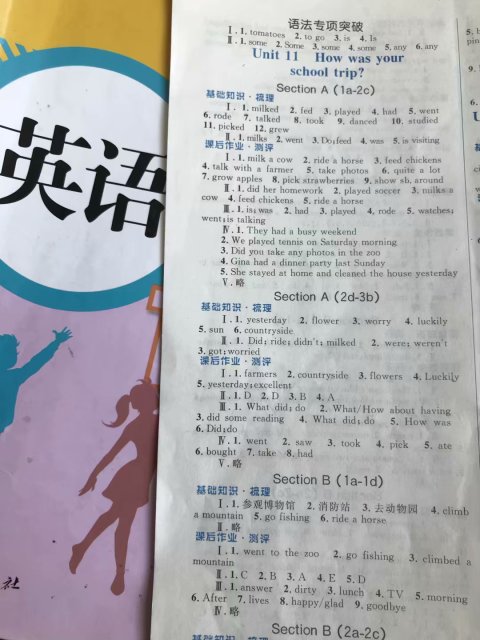 英语
社
语法专项突破
Ⅰ. 1. tomatoes 2. to go 3. is 4. Is
Ⅱ. 1. some 2. Some 3. some 4. some 5. any 6. any
Unit 11 How was your
school trip?
Section A (1a-2c)
基础知识·梳理
Ⅰ. 1. milked 2. fed 3. played 4. had 5. went
6. rode 7. talked 8. took 9. danced 10. studied
11. picked 12. grew
Ⅱ. 1. milks 2. went 3. Do;feed 4. was 5. is visiting
课后作业·测评
Ⅰ. 1. milk a cow 2. ride a horse 3. feed chickens
4. talk with a farmer 5. take photos 6. quite a lot
7. grow apples 8. pick strawberries 9. show sb. around
Ⅱ. 1. did her homework 2. played soccer 3. milks a
cow 4. feed chickens 5. ride a horse
Ⅲ. 1. is;was 2. had 3. played 4. rode 5. watches;
went;is talking
Ⅳ. 1. They had a busy weekend
2. We played tennis on Saturday morning
3. Did you take any photos in the zoo
4. Gina had a dinner party last Sunday
5. She stayed at home and cleaned the house yesterday
Ⅴ. 略
Section A (2d-3b)
基础知识·梳理
Ⅰ. 1. yesterday 2. flower 3. worry 4. luckily
5. sun 6. countryside
Ⅱ. 1. Did; ride; didn't; milked 2. were; weren't
3. got;worried
课后作业·测评
Ⅰ. 1. farmers 2. countryside 3. flowers 4. Luckily
5. yesterday;excellent
Ⅱ. 1. D 2. D 3. B 4. A
Ⅲ. 1. What did; do 2. What/How about having
3. did some reading 4. What did; do 5. How was
6. Did;do
Ⅳ. 1. went 2. saw 3. took 4. pick 5. ate
6. bought 7. take 8. had
Ⅴ. 略
Section B (1a-1d)
基础知识·梳理
Ⅰ. 1. 参观博物馆 2. 消防站 3. 去动物园 4. climb
a mountain 5. go fishing 6. ride a horse
Ⅱ. 略
课后作业·测评
Ⅰ. 1. went to the zoo 2. go fishing 3. climbed a
mountain
Ⅱ. 1. C 2. B 3. A 4. E 5. D
Ⅲ. 1. answer 2. dirty 3. lunch 4. TV 5. morning
6. After 7. lives 8. happy/glad 9. goodbye
Ⅳ. 略
Section B (2a-2c)